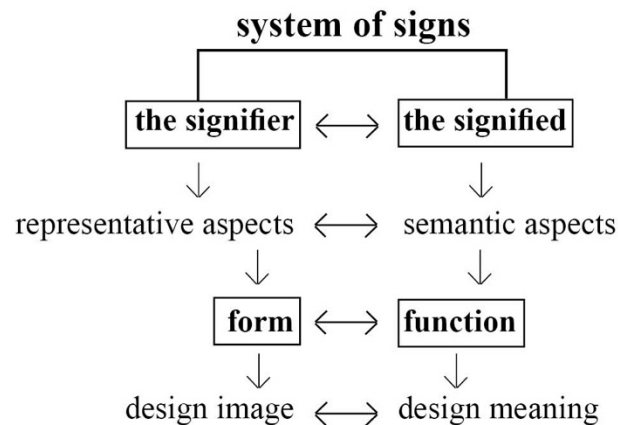 system of signs
the signifier the signified
representative aspects semantic aspects
form function
design image design meaning